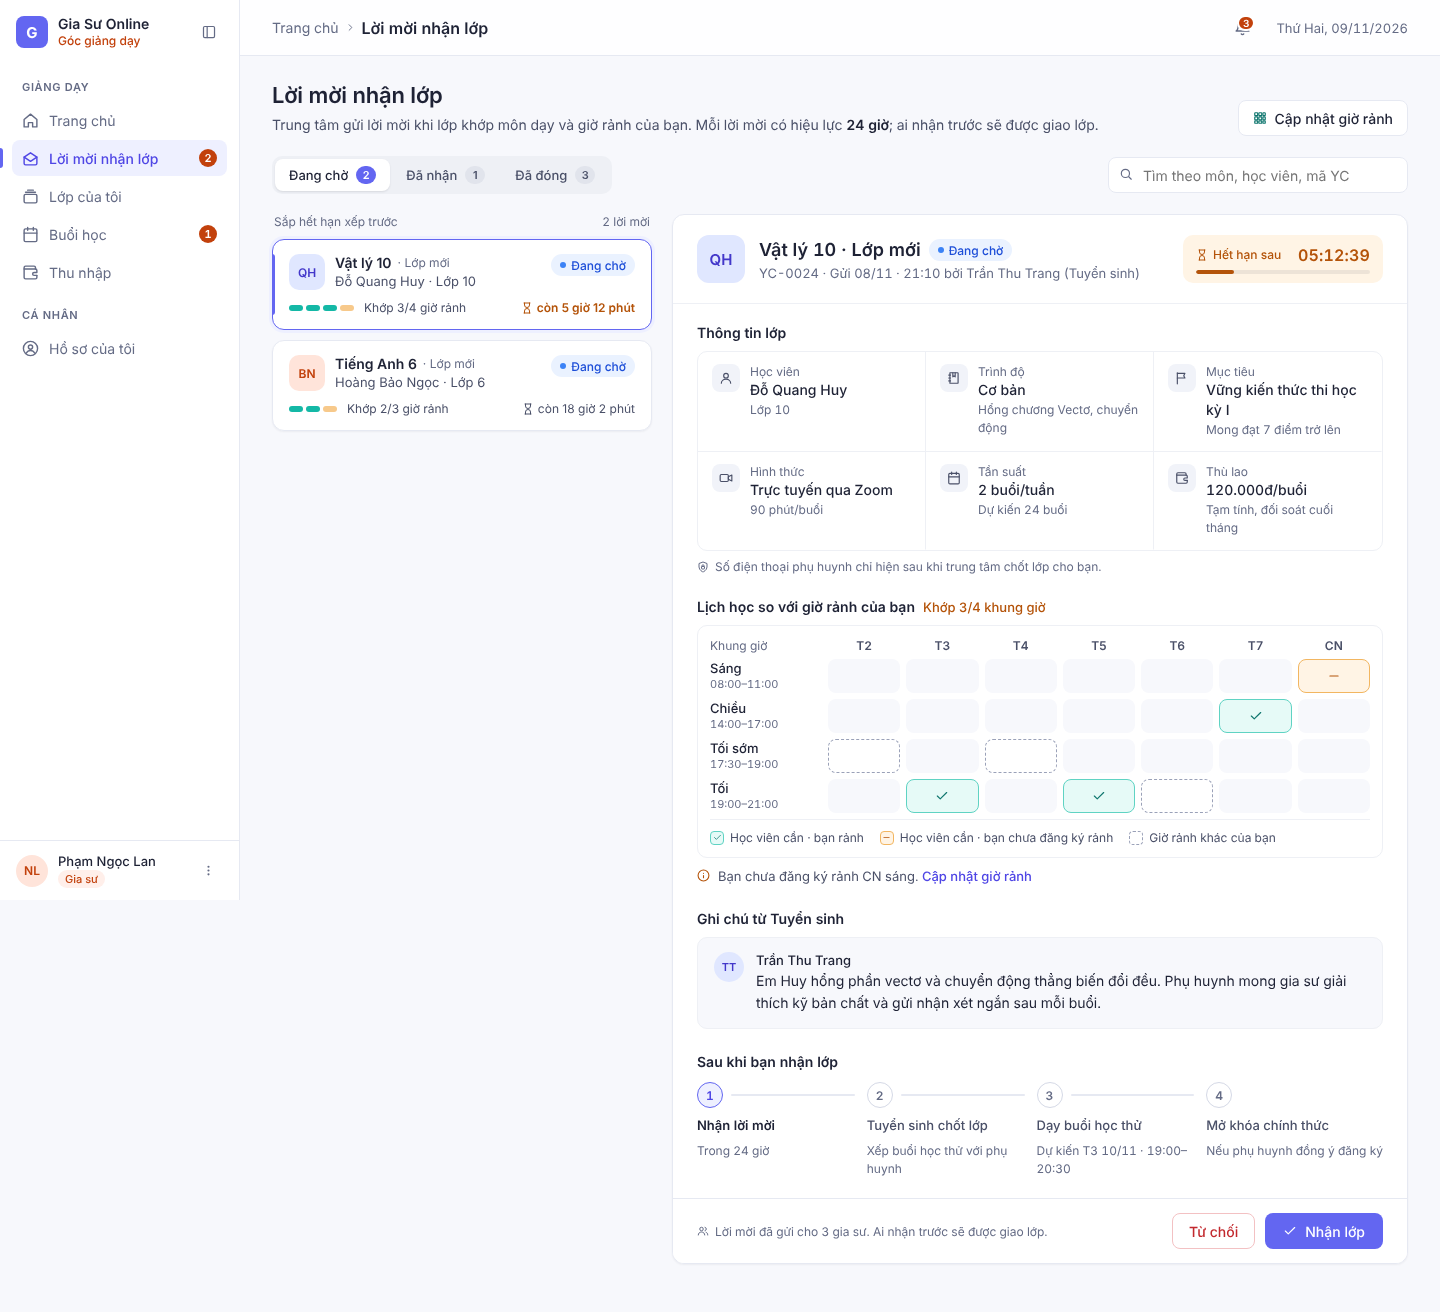 G
Gia Sư Online
Góc giảng dạy
GIẢNG DẠY
Trang chủ
Lời mời nhận lớp
2
Lớp của tôi
Buổi học
1
Thu nhập
CÁ NHÂN
Hồ sơ của tôi
NL
Phạm Ngọc Lan
Gia sư
Trang chủ
Lời mời nhận lớp
3
Thứ Hai, 09/11/2026
Lời mời nhận lớp
Trung tâm gửi lời mời khi lớp khớp môn dạy và giờ rảnh của bạn. Mỗi lời mời có hiệu lực 24 giờ; ai nhận trước sẽ được giao lớp.
Cập nhật giờ rảnh
Đang chờ 2
Đã nhận 1
Đã đóng 3
Tìm theo môn, học viên, mã YC
Sắp hết hạn xếp trước
2 lời mời
QH
Vật lý 10 · Lớp mới
Đang chờ
Đỗ Quang Huy · Lớp 10
Khớp 3/4 giờ rảnh
còn 5 giờ 12 phút
BN
Tiếng Anh 6 · Lớp mới
Đang chờ
Hoàng Bảo Ngọc · Lớp 6
Khớp 2/3 giờ rảnh
còn 18 giờ 2 phút
QH
Vật lý 10 · Lớp mới
Đang chờ
YC-0024 · Gửi 08/11 · 21:10 bởi Trần Thu Trang (Tuyển sinh)
Hết hạn sau
05:12:39
Thông tin lớp
Học viên
Đỗ Quang Huy
Lớp 10
Trình độ
Cơ bản
Hổng chương Vectơ, chuyển
động
Mục tiêu
Vững kiến thức thi học
kỳ I
Mong đạt 7 điểm trở lên
Hình thức
Trực tuyến qua Zoom
90 phút/buổi
Tần suất
2 buổi/tuần
Dự kiến 24 buổi
Thù lao
120.000đ/buổi
Tạm tính, đối soát cuối
tháng
Số điện thoại phụ huynh chỉ hiện sau khi trung tâm chốt lớp cho bạn.
Lịch học so với giờ rảnh của bạn
Khớp 3/4 khung giờ
Khung giờ
T2
T3
T4
T5
T6
T7
CN
Sáng
08:00–11:00
Chiều
14:00–17:00
Tối sớm
17:30–19:00
Tối
19:00–21:00
Học viên cần · bạn rảnh
Học viên cần · bạn chưa đăng ký rảnh
Giờ rảnh khác của bạn
Bạn chưa đăng ký rảnh CN sáng. Cập nhật giờ rảnh
Ghi chú từ Tuyển sinh
TT
Trần Thu Trang
Em Huy hổng phần vectơ và chuyển động thẳng biến đổi đều. Phụ huynh mong gia sư giải
thích kỹ bản chất và gửi nhận xét ngắn sau mỗi buổi.
Sau khi bạn nhận lớp
1
2
3
4
Nhận lời mời
Trong 24 giờ
Tuyển sinh chốt lớp
Xếp buổi học thử với phụ
huynh
Dạy buổi học thử
Dự kiến T3 10/11 · 19:00–
20:30
Mở khóa chính thức
Nếu phụ huynh đồng ý đăng ký
Lời mời đã gửi cho 3 gia sư. Ai nhận trước sẽ được giao lớp.
Từ chối
Nhận lớp